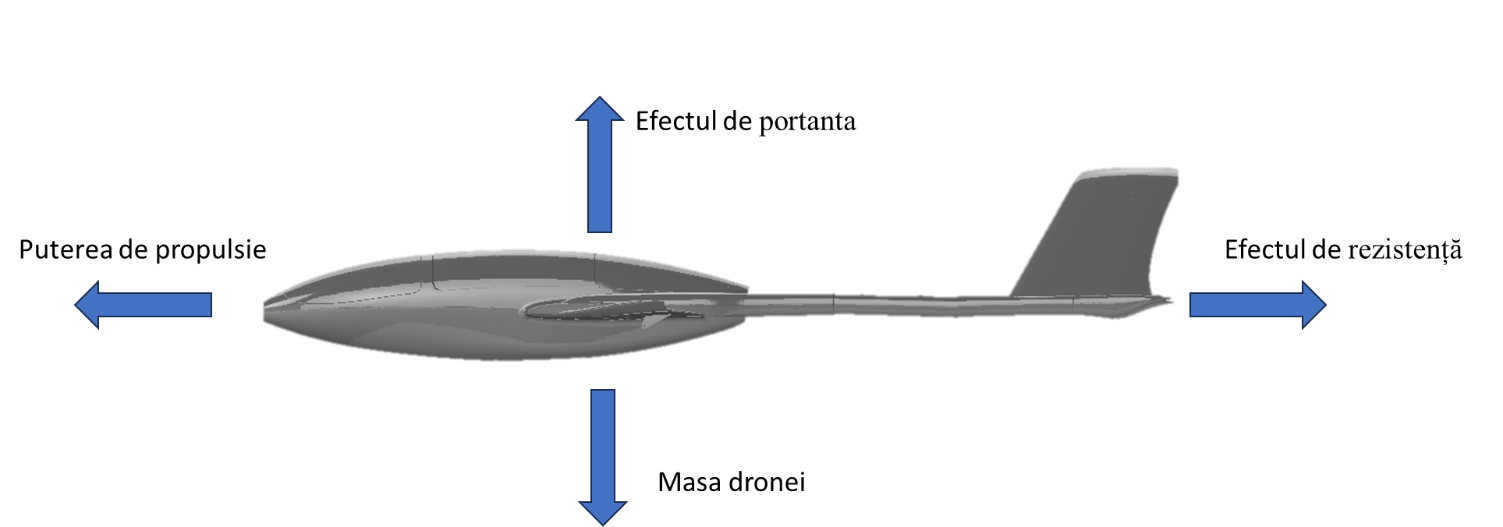 Efectul de portanta
Puterea de propulsie
Efectul de rezistență
Masa dronei